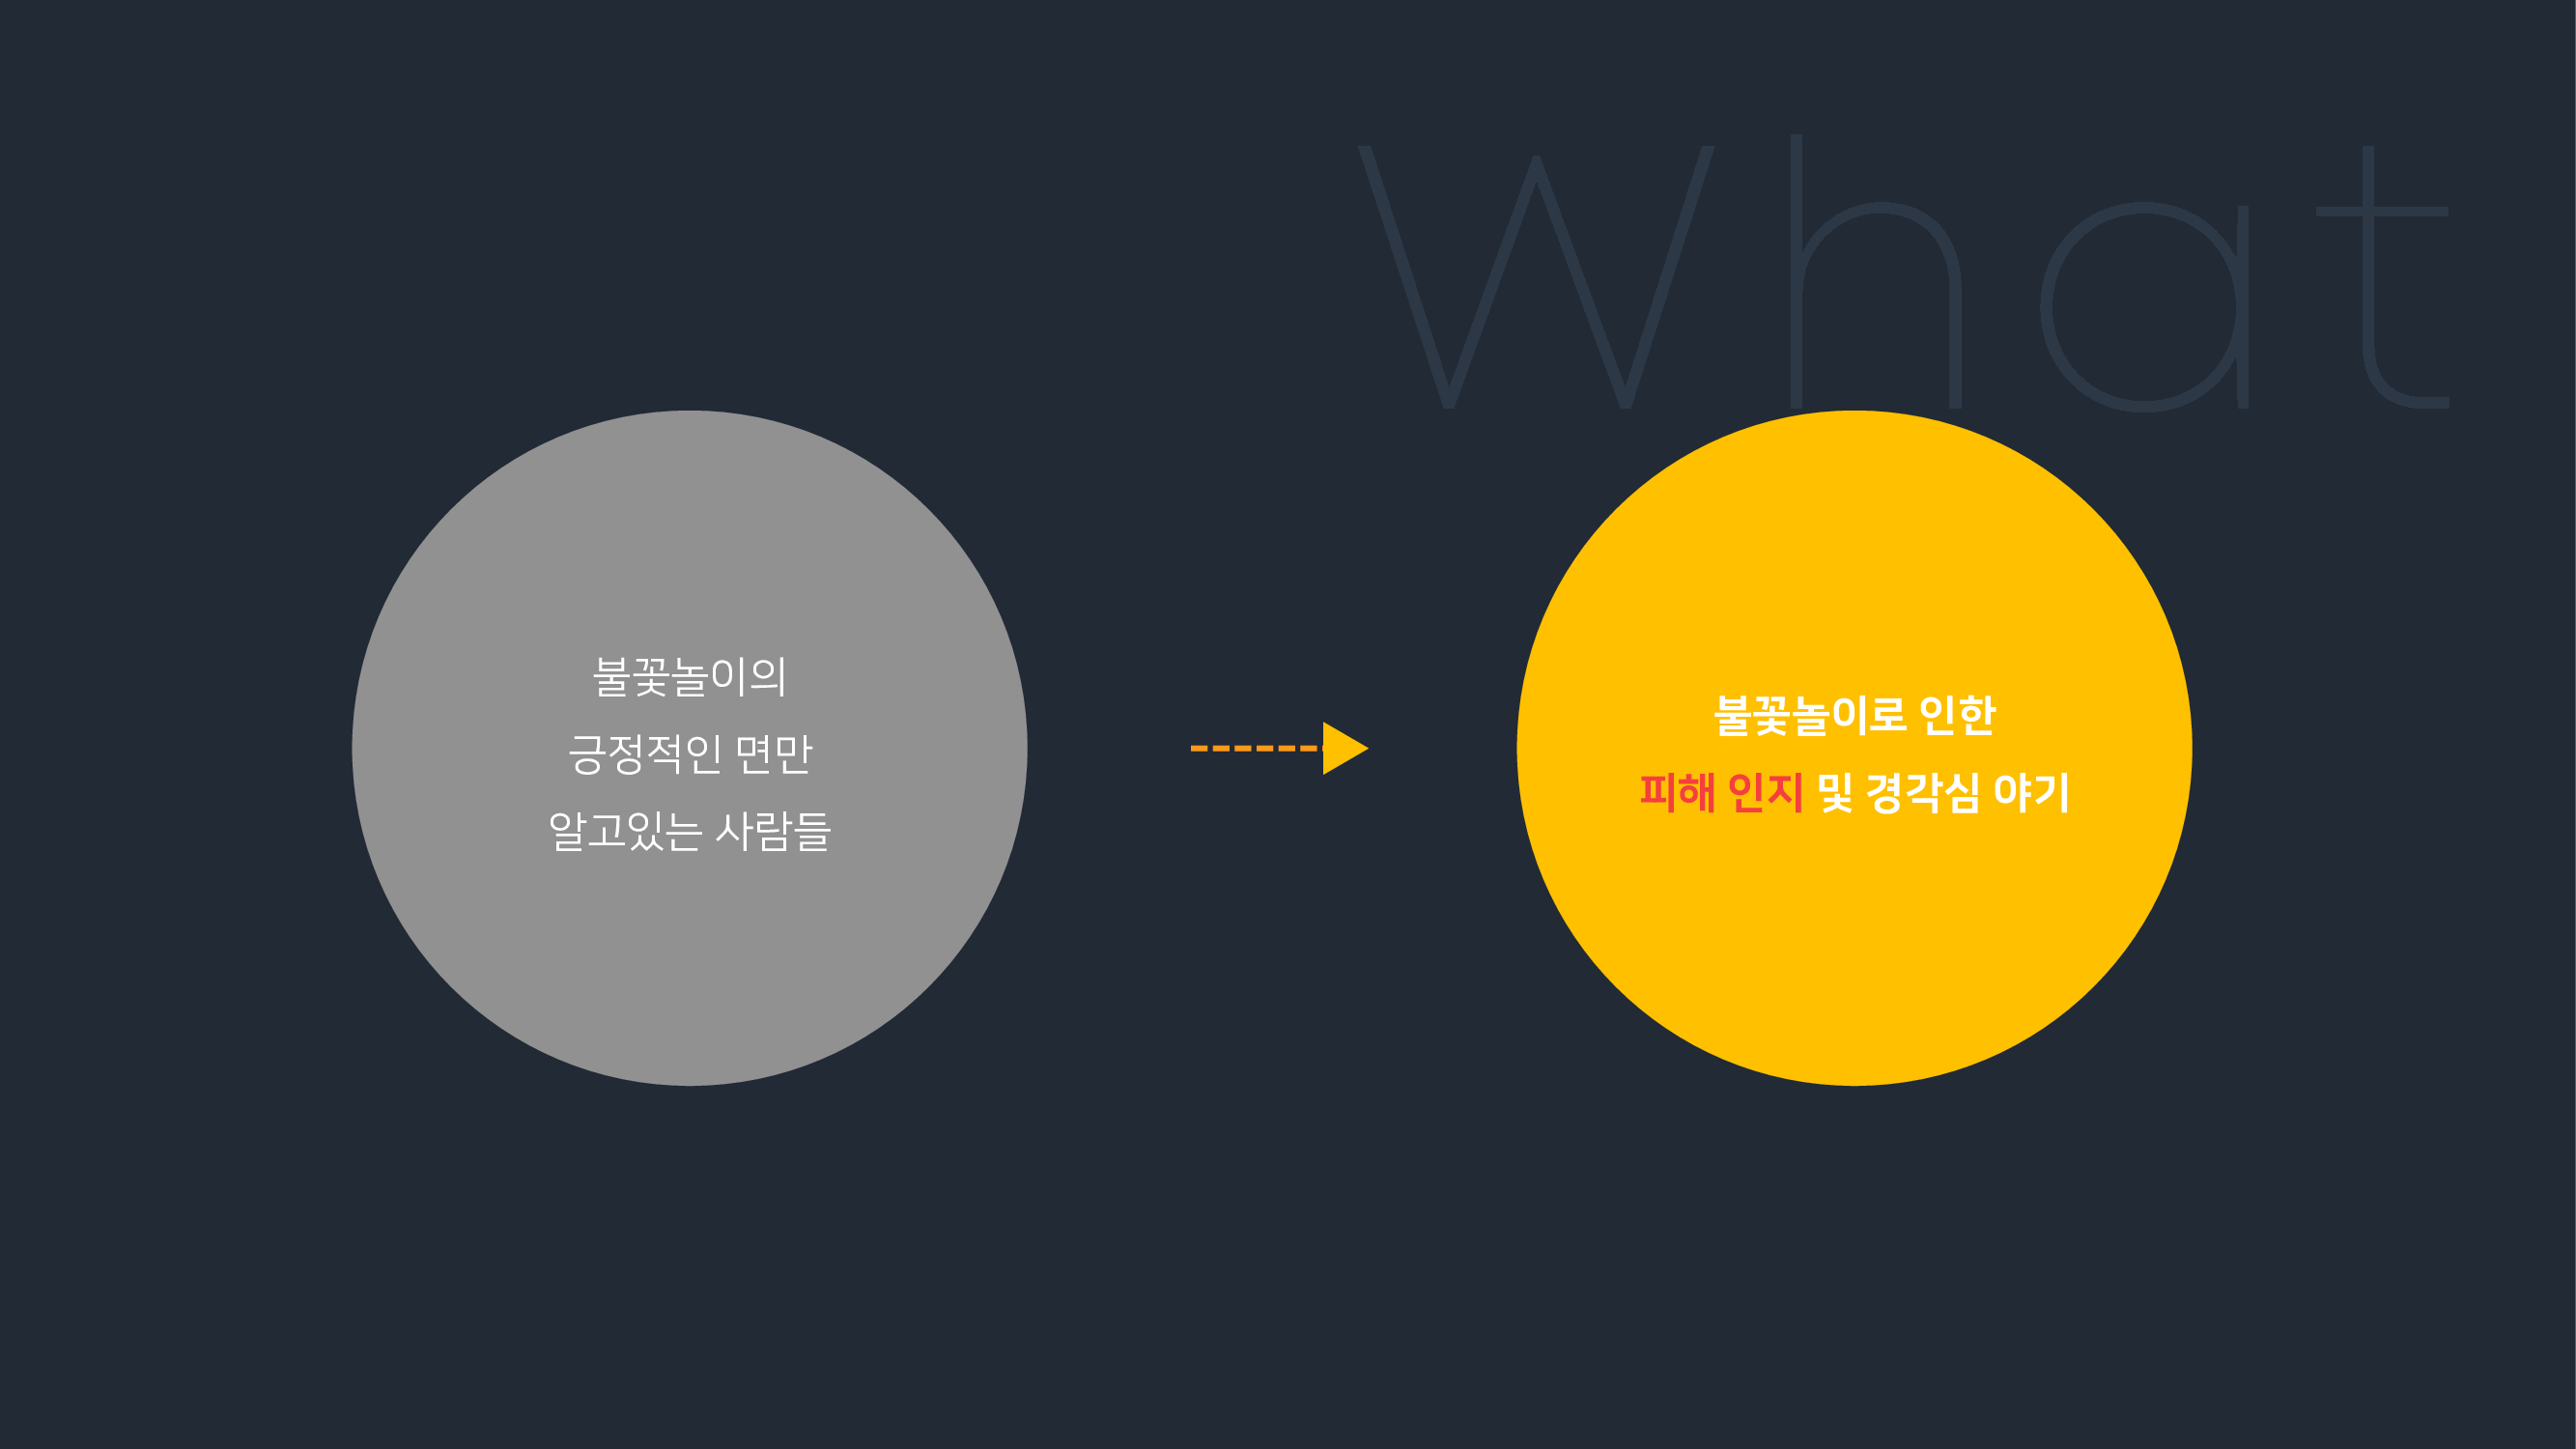 What
불꽃놀이의
긍정적인 면만
알고있는 사람들
불꽃놀이로 인한
피해 인지 및 경각심 야기